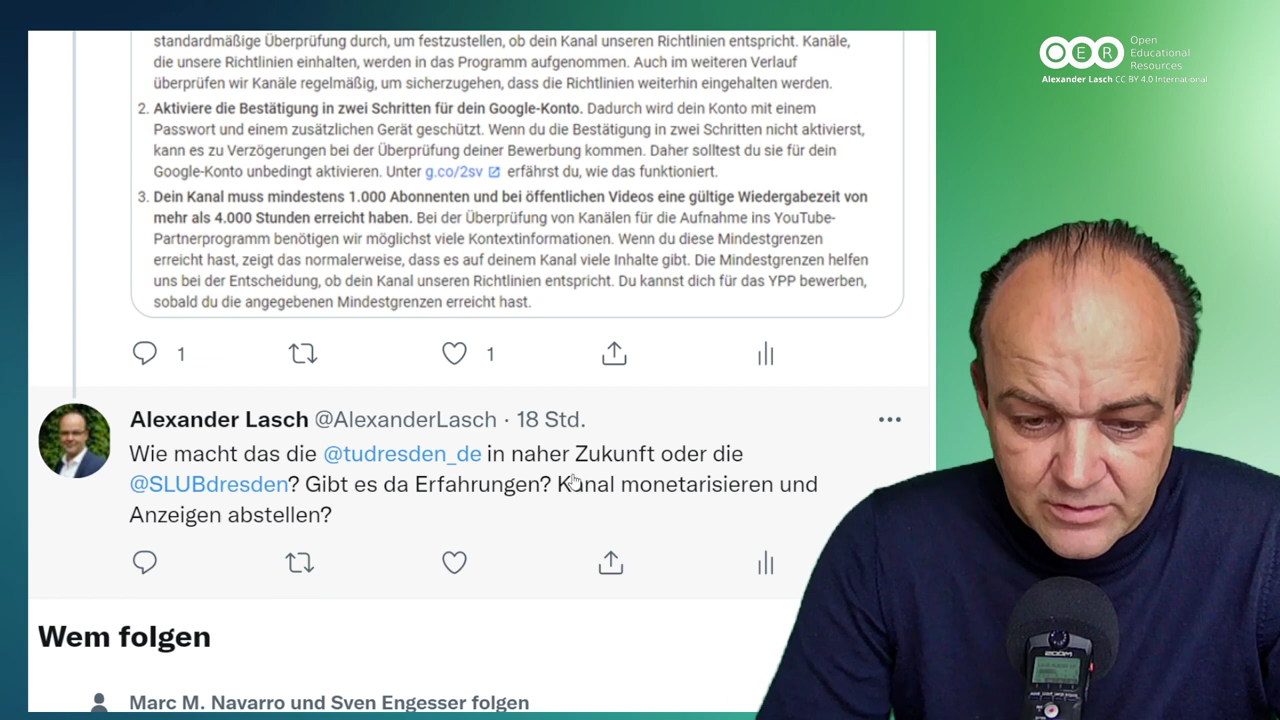 standardmäßige Überprüfung durch, um festzustellen, ob dein Kanal unseren Richtlinien entspricht. Kanäle,
die unsere Richtlinien einhalten, werden in das Programm aufgenommen. Auch im weiteren Verlauf
überprüfen wir Kanäle regelmäßig, um sicherzugehen, dass die Richtlinien weiterhin eingehalten werden.
2. Aktiviere die Bestätigung in zwei Schritten für dein Google-Konto. Dadurch wird dein Konto mit einem
Passwort und einem zusätzlichen Gerät geschützt. Wenn du die Bestätigung in zwei Schritten nicht aktivierst,
kann es zu Verzögerungen bei der Überprüfung deiner Bewerbung kommen. Daher solltest du sie für dein
Google-Konto unbedingt aktivieren. Unter g.co/2sv erfährst du, wie das funktioniert.
3. Dein Kanal muss mindestens 1.000 Abonnenten und bei öffentlichen Videos eine gültige Wiedergabezeit von
mehr als 4.000 Stunden erreicht haben. Bei der Überprüfung von Kanälen für die Aufnahme ins YouTube-
Partnerprogramm benötigen wir möglichst viele Kontextinformationen. Wenn du diese Mindestgrenzen
erreicht hast, zeigt das normalerweise, dass es auf deinem Kanal viele Inhalte gibt. Die Mindestgrenzen helfen
uns bei der Entscheidung, ob dein Kanal unseren Richtlinien entspricht. Du kannst dich für das YPP bewerben,
sobald du die angegebenen Mindestgrenzen erreicht hast.
1 1
Alexander Lasch @AlexanderLasch · 18 Std.
Wie macht das die @tudresden_de in naher Zukunft oder die
@SLUBdresden? Gibt es da Erfahrungen? Kanal monetarisieren und
Anzeigen abstellen?
Wem folgen
Marc M. Navarro und Sven Engesser folgen
OER
Open
Educational
Resources
Alexander Lasch CC BY 4.0 International
zoom